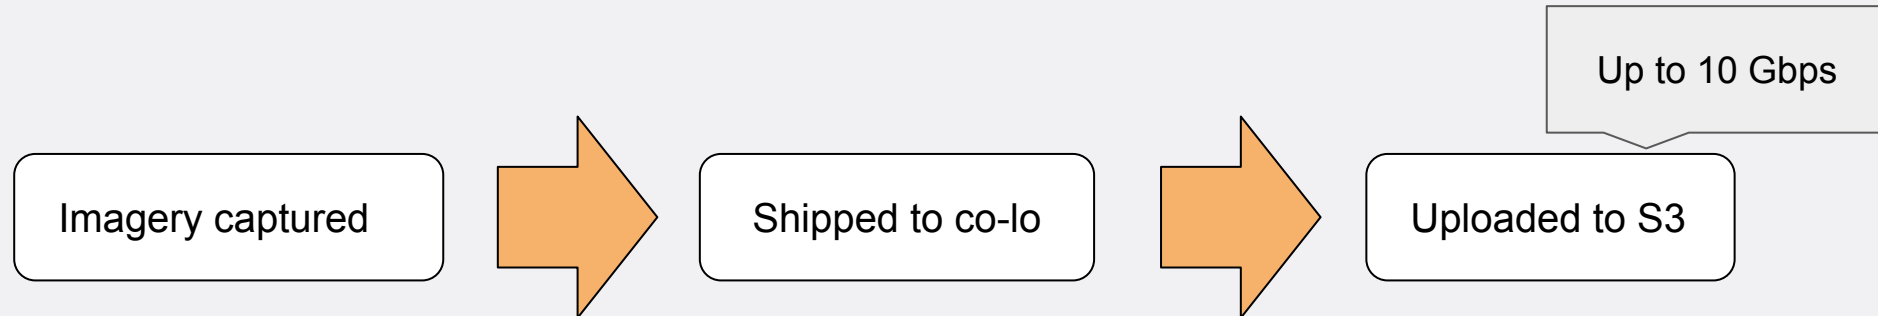 Up to 10 Gbps
Imagery captured
Shipped to co-lo
Uploaded to S3